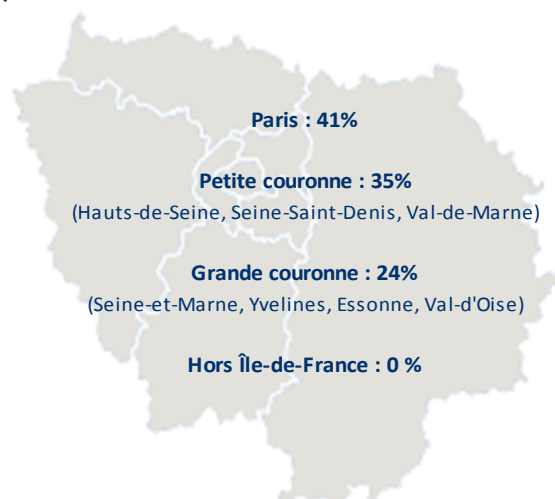 Paris : 41%
Petite couronne : 35%
(Hauts-de-Seine, Seine-Saint-Denis, Val-de-Marne)
Grande couronne : 24%
(Seine-et-Marne, Yvelines, Essonne, Val-d'Oise)
Hors Île-de-France : 0 %